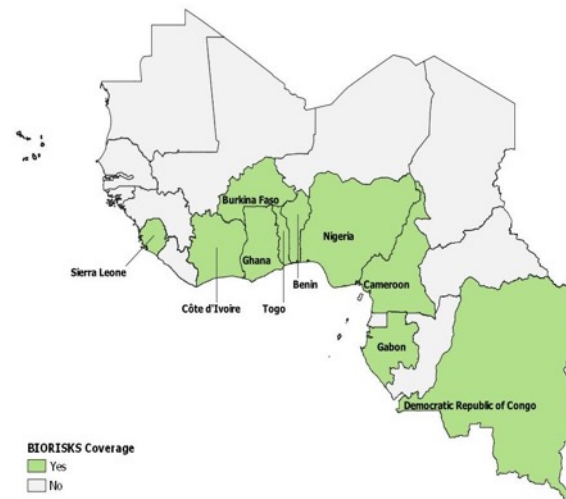 Burkina Faso
Nigeria
Ghana
Sierra Leone
Benin
Cameroon
Côte d'Ivoire
Togo
Gabon
Democratic Republic of Congo
BIORISKS Coverage
Yes
No